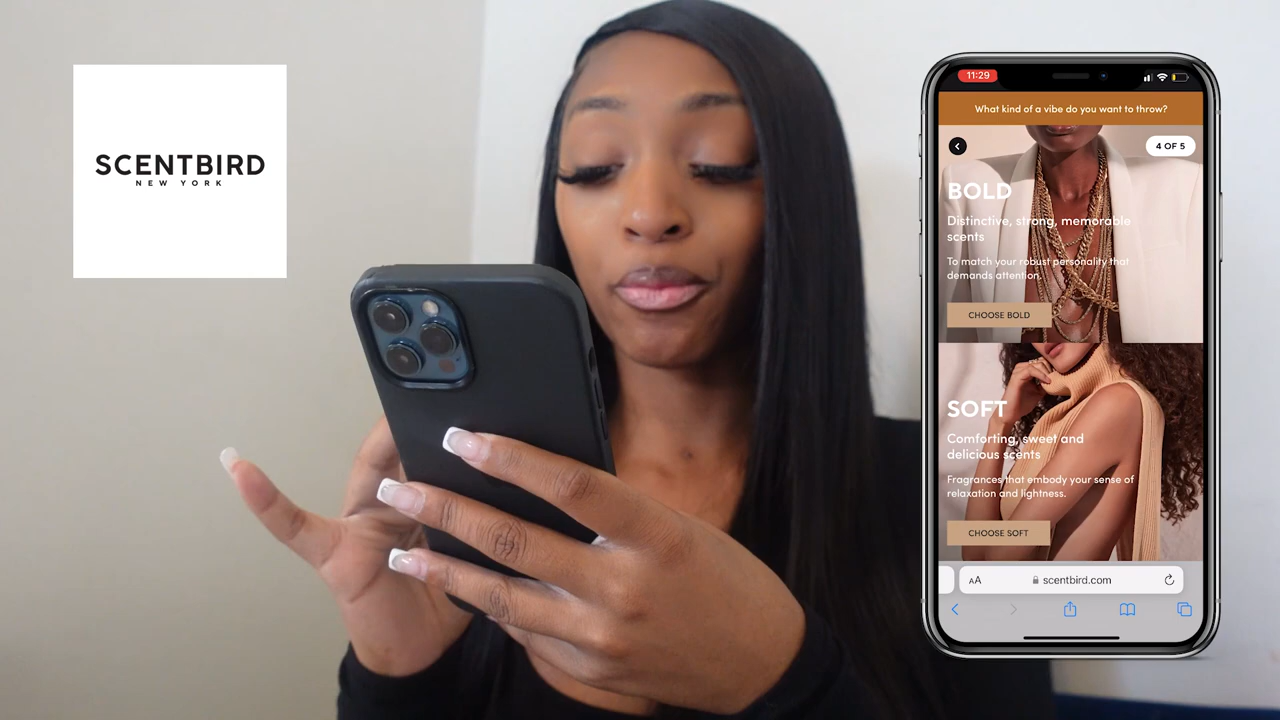 SCENTBIRD
NEW YORK
11:29
What kind of a vibe do you want to throw?
4 OF 5
BOLD
Distinctive, strong, memorable
scents
To match your robust personality that
demands attention.
CHOOSE BOLD
SOFT
Comforting, sweet and
delicious scents
Fragrances that embody your sense of
relaxation and lightness.
CHOOSE SOFT
AA
scentbird.com